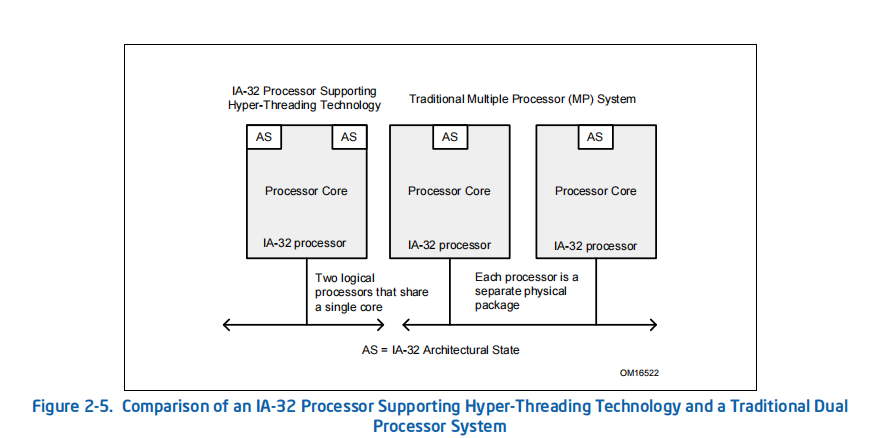 IA-32 Processor Supporting
Hyper-Threading Technology
Traditional Multiple Processor (MP) System
AS
AS
AS
AS
Processor Core
Processor Core
Processor Core
IA-32 processor
IA-32 processor
IA-32 processor
Two logical
processors that share
a single core
Each processor is a
separate physical
package
AS = IA-32 Architectural State
OM16522
Figure 2-5. Comparison of an IA-32 Processor Supporting Hyper-Threading Technology and a Traditional Dual
Processor System